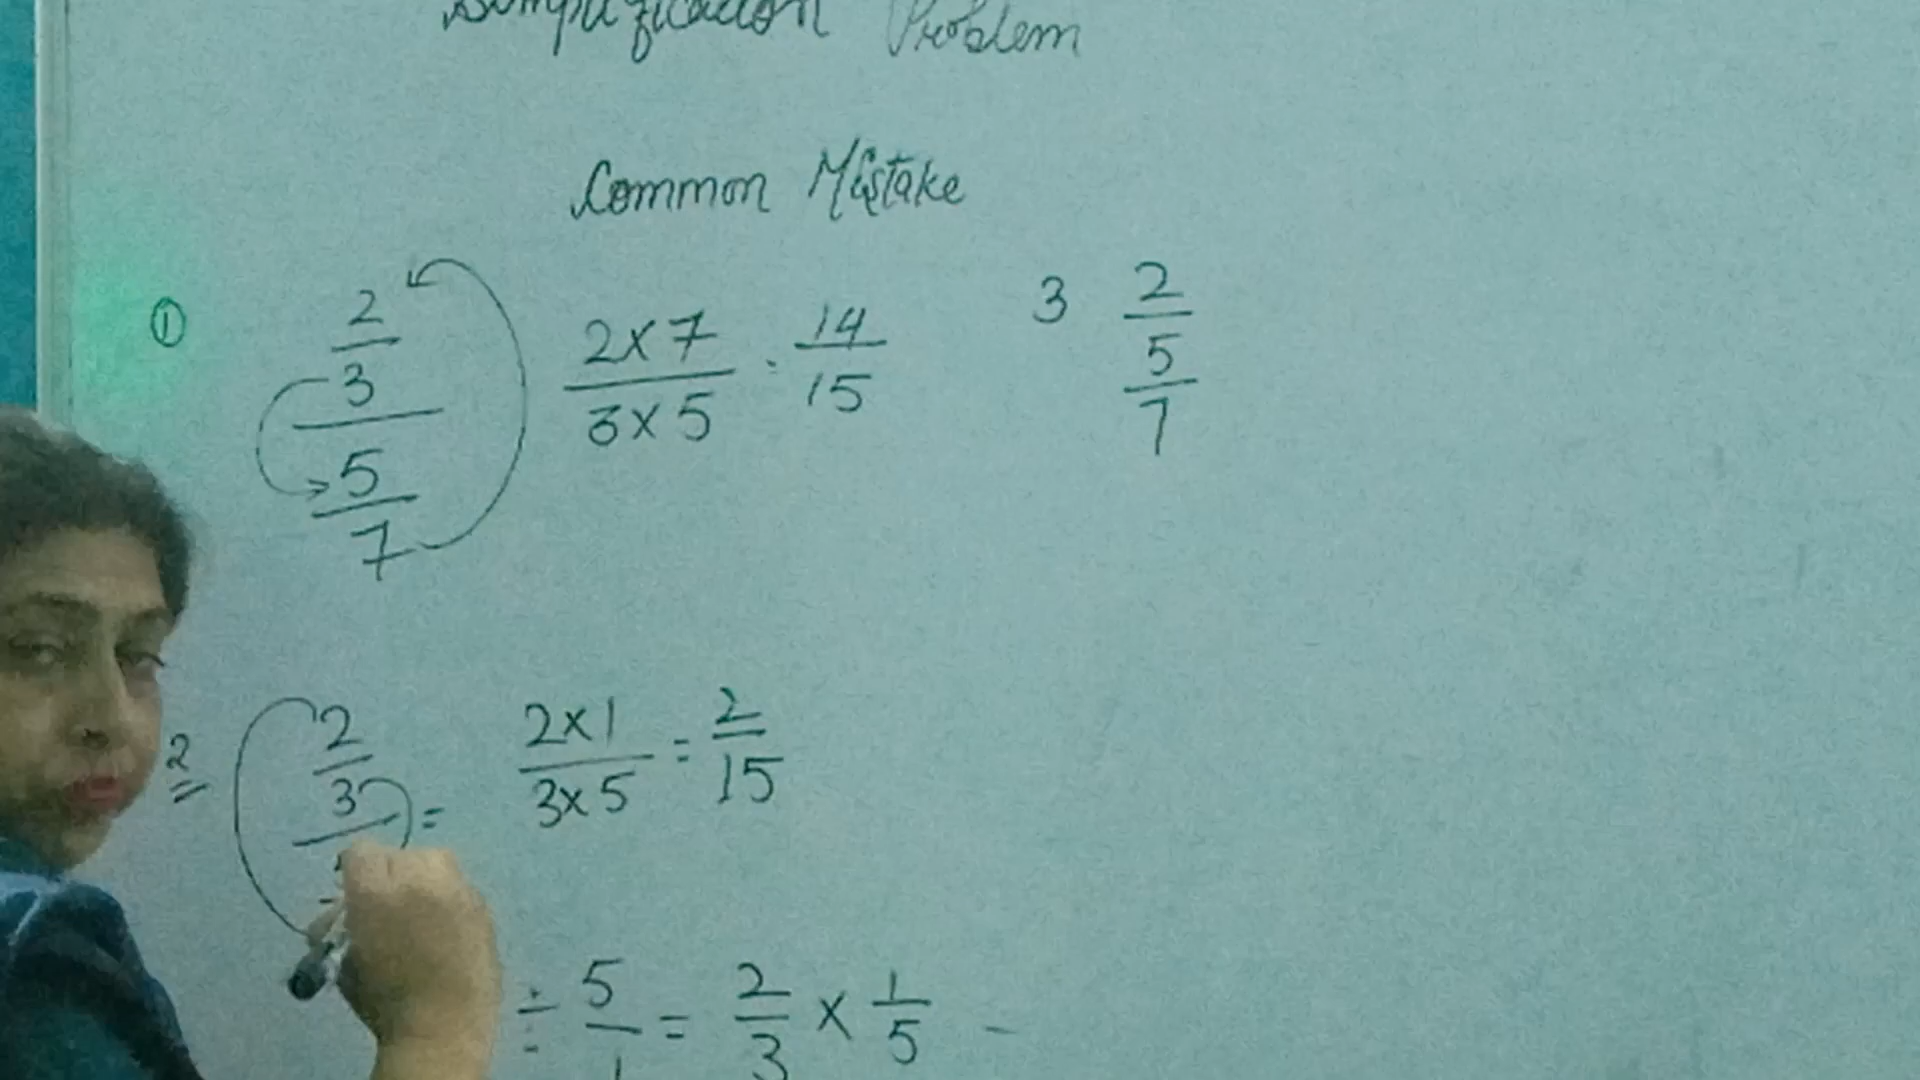 Simplification Problem
Common Mistake
① 2/3 / 5/7 2×7/3×5 = 14/15
3 2/5/7
2 2/3 / = 2×1/3×5 = 2/15
÷ 5/1 = 2/3 × 1/5